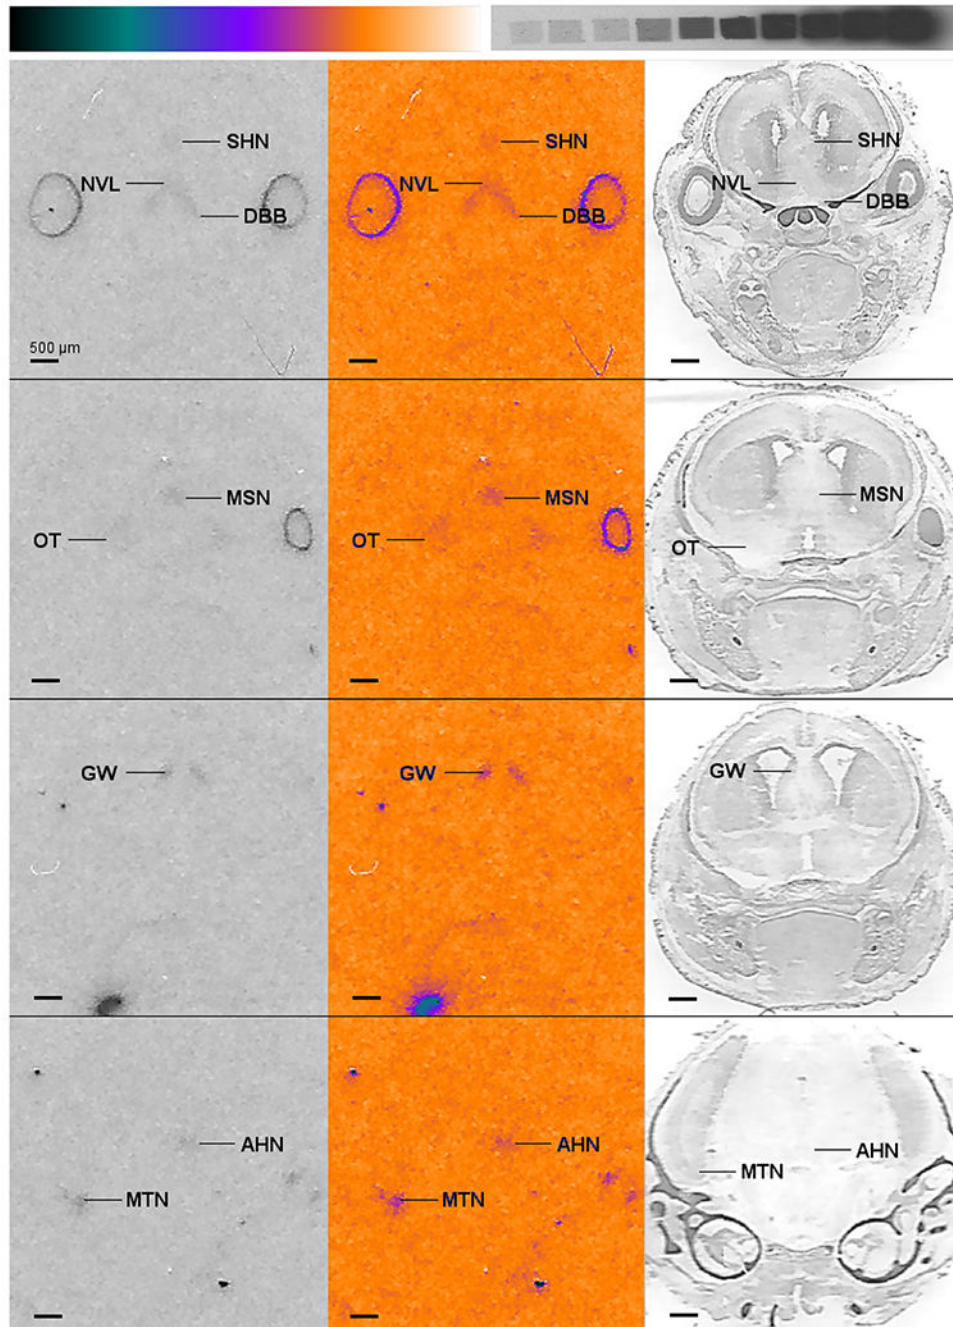 SHN
SHN
SHN
NVL
NVL
NVL
DBB
DBB
DBB
500 µm
MSN
MSN
MSN
OT
OT
OT
GW
GW
GW
AHN
AHN
AHN
MTN
MTN
MTN